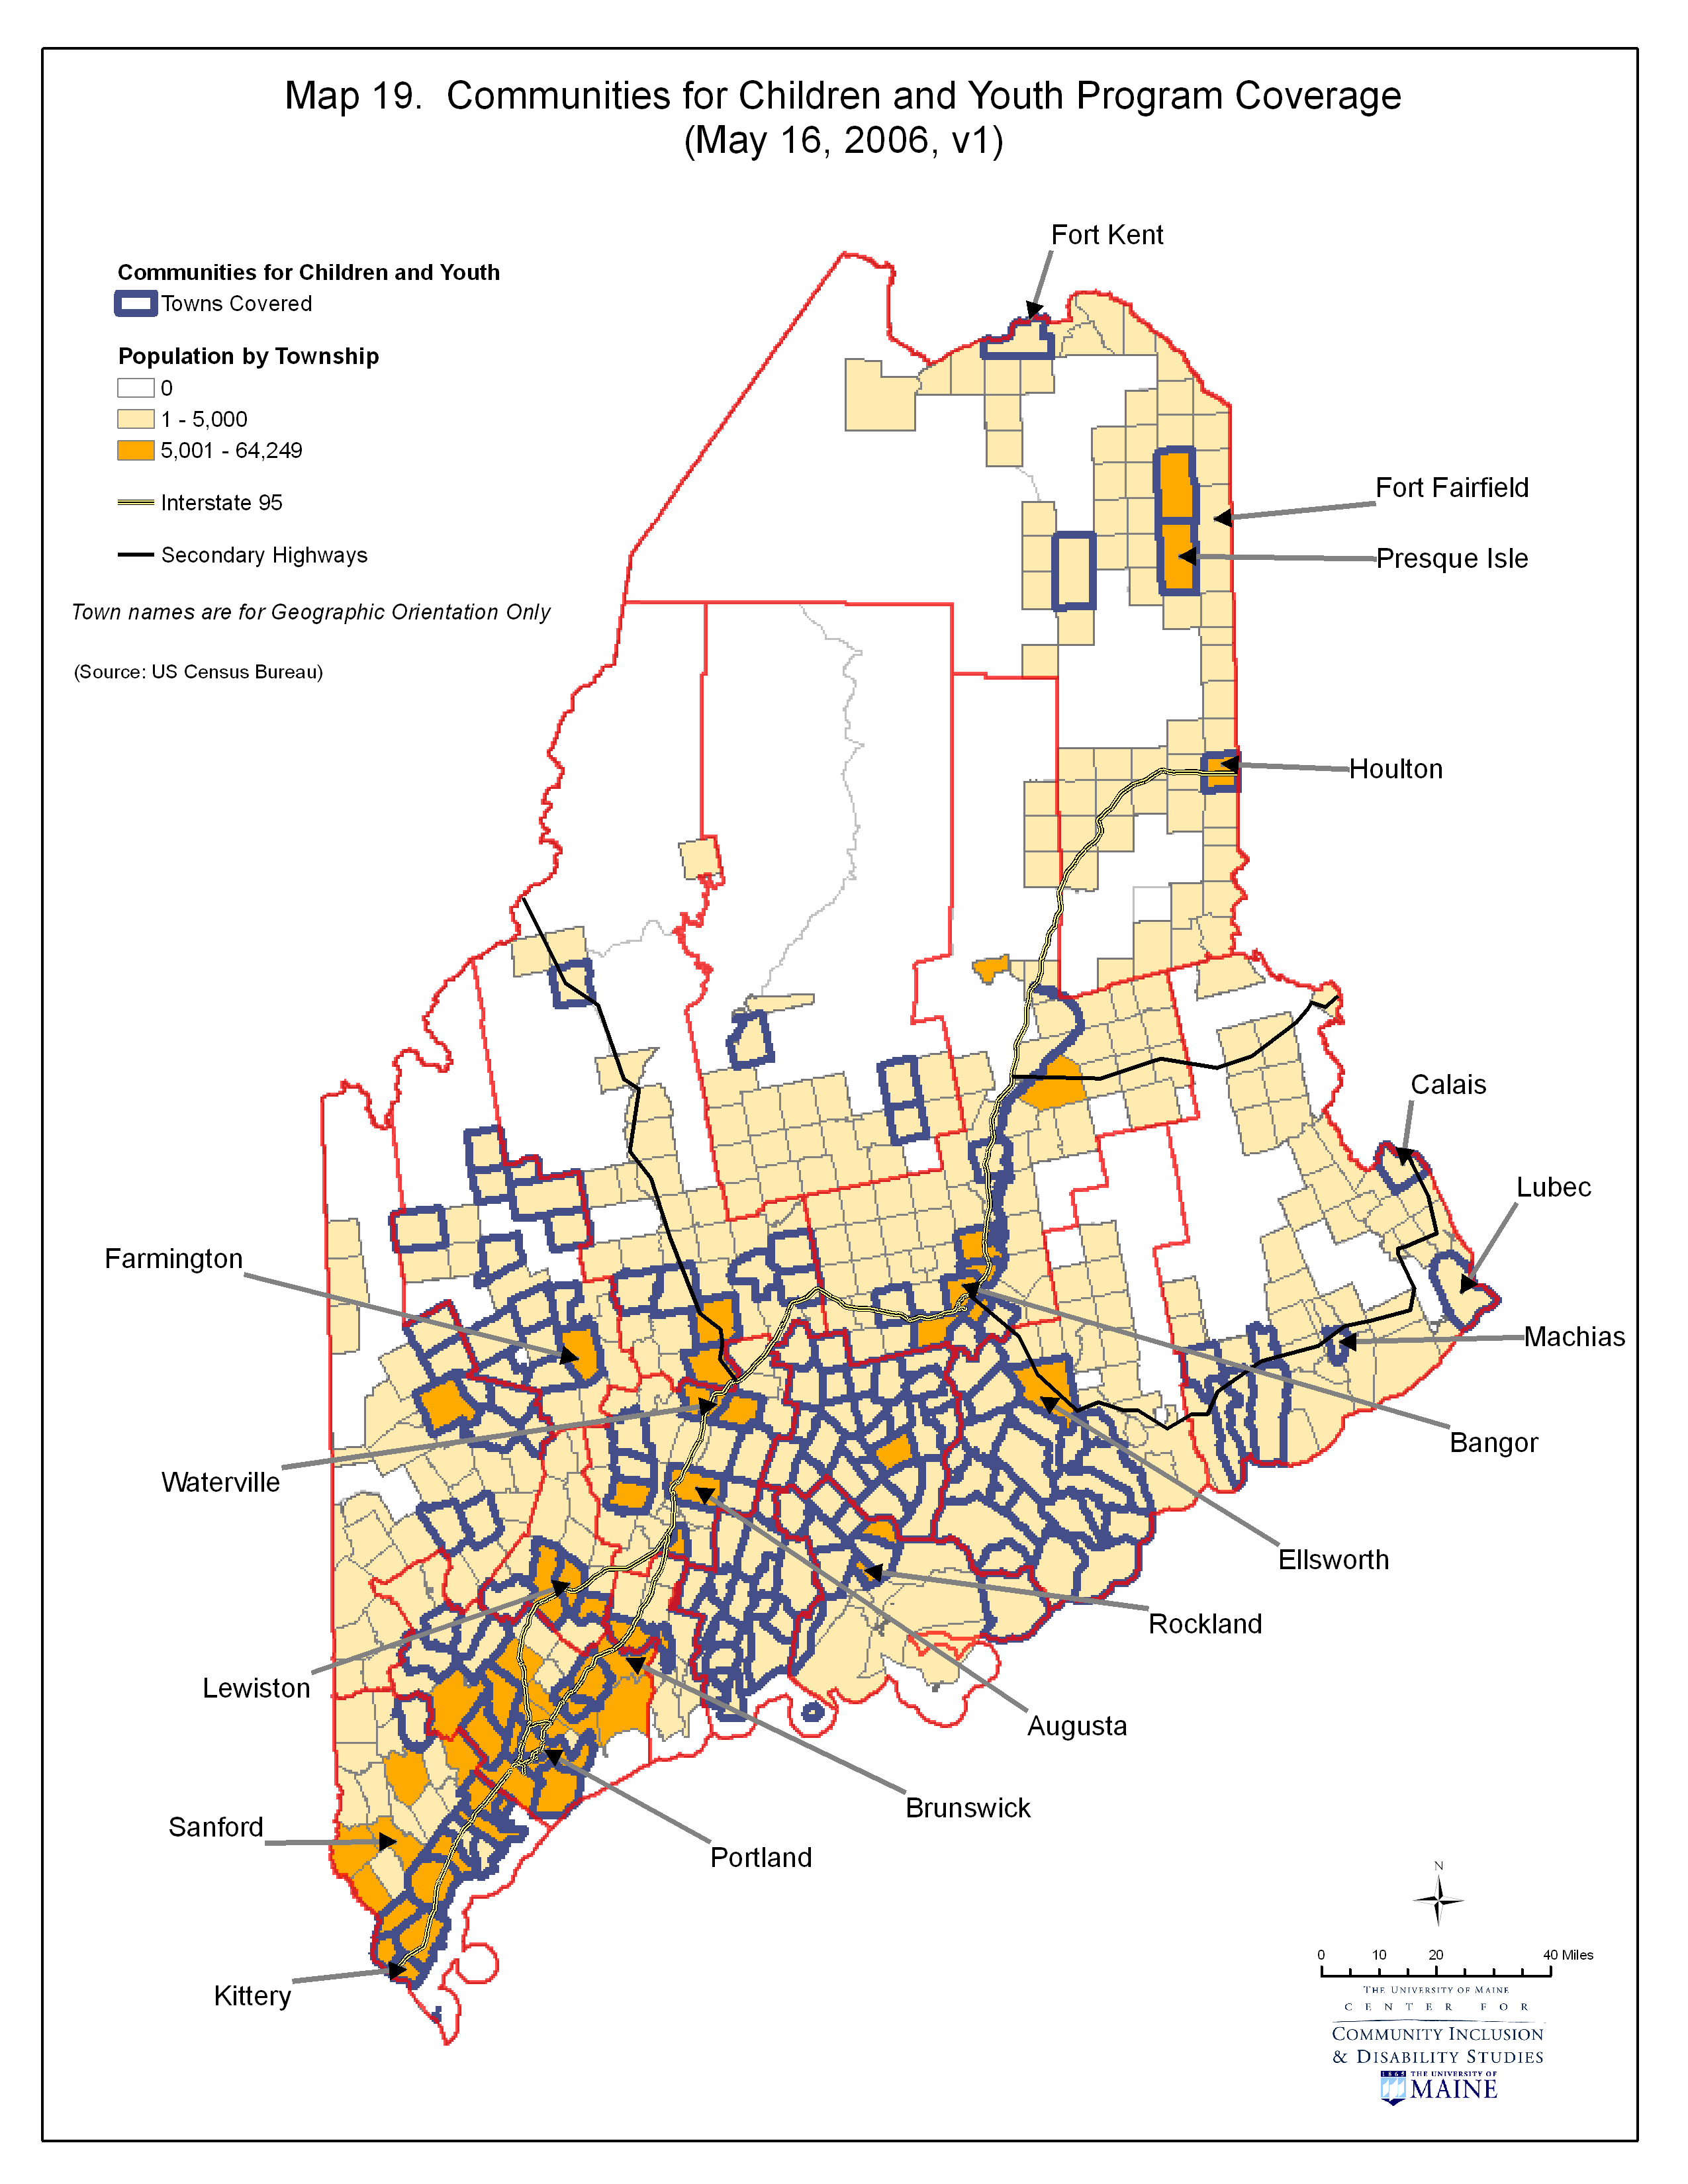 Map 19. Communities for Children and Youth Program Coverage
(May 16, 2006, v1)
Communities for Children and Youth
Towns Covered
Population by Township
0
1 - 5,000
5,001 - 64,249
Interstate 95
Secondary Highways
Town names are for Geographic Orientation Only
(Source: US Census Bureau)
Fort Kent
Fort Fairfield
Presque Isle
Houlton
Calais
Lubec
Farmington
Machias
Bangor
Waterville
Ellsworth
Rockland
Lewiston
Augusta
Brunswick
Sanford
Portland
Kittery
N
0 10 20 40 Miles
THE UNIVERSITY OF MAINE
CENTER FOR
COMMUNITY INCLUSION
& DISABILITY STUDIES
1865 THE UNIVERSITY OF
MAINE